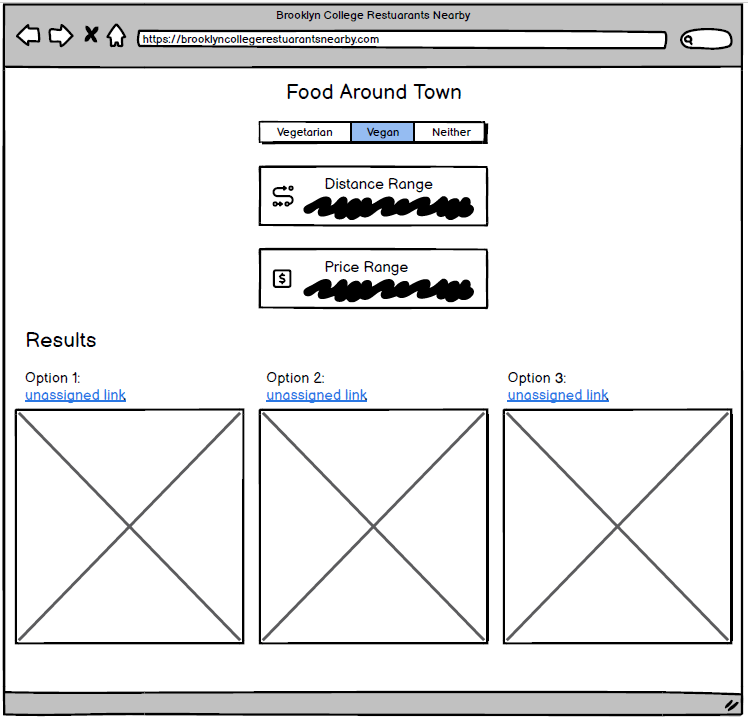 Brooklyn College Restuarants Nearby
https://brooklyncollegerestuarantsnearby.com
Food Around Town
Vegetarian Vegan Neither
Distance Range
$ Price Range
Results
Option 1: Option 2: Option 3:
unassigned link unassigned link unassigned link